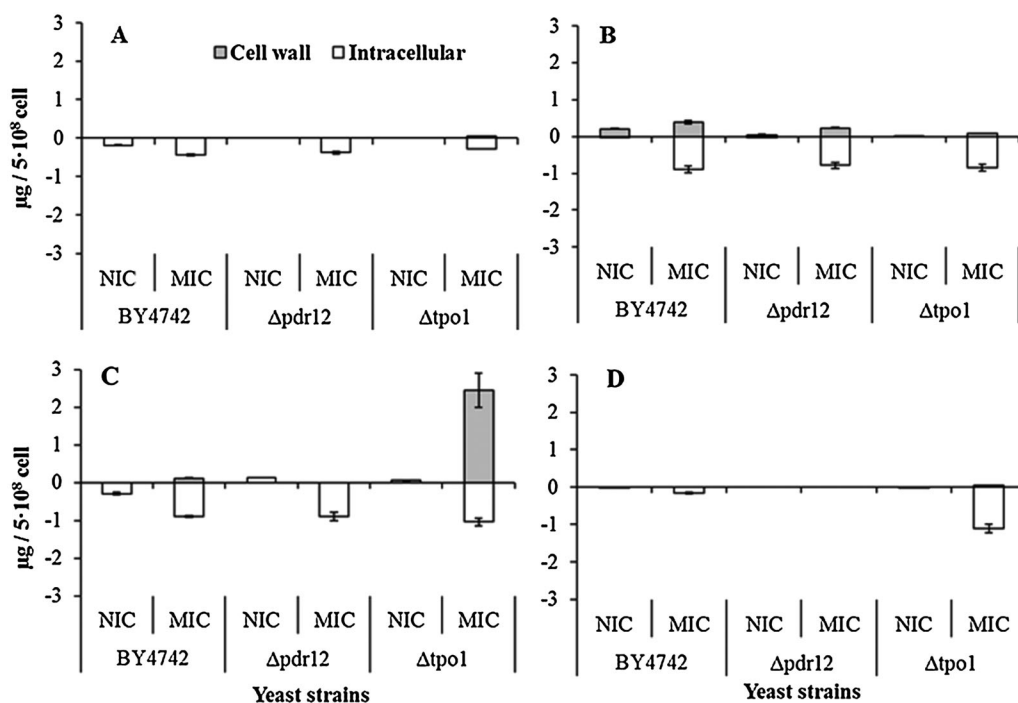 A
Cell wall Intracellular
µg / 5·10⁸ cell
3
2
1
0
-1
-2
-3
NIC MIC NIC MIC NIC MIC
BY4742 Δpdr12 Δtpo1
B
3
2
1
0
-1
-2
-3
NIC MIC NIC MIC NIC MIC
BY4742 Δpdr12 Δtpo1
C
µg / 5·10⁸ cell
3
2
1
0
-1
-2
-3
NIC MIC NIC MIC NIC MIC
BY4742 Δpdr12 Δtpo1
Yeast strains
D
3
2
1
0
-1
-2
-3
NIC MIC NIC MIC NIC MIC
BY4742 Δpdr12 Δtpo1
Yeast strains